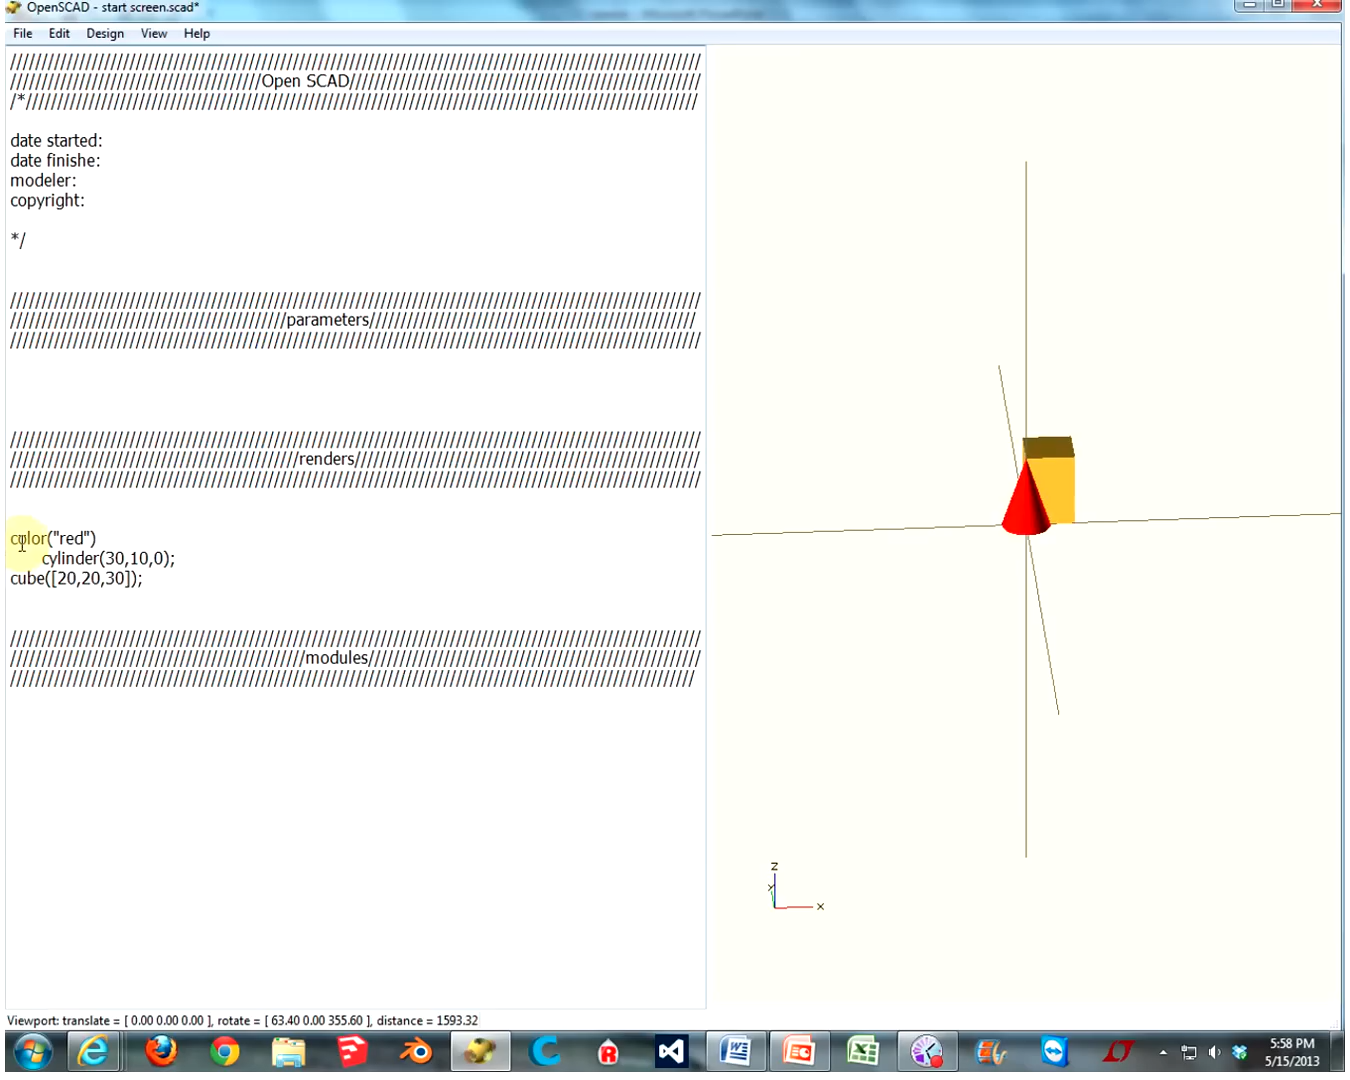 OpenSCAD - start screen.scad*
File Edit Design View Help
//////////////////////////////////////////////////////////////////////////////////////////////////////////////
////////////////////////////////////////Open SCAD///////////////////////////////////////////////////////
/*///////////////////////////////////////////////////////////////////////////////////////////////////////////
date started:
date finishe:
modeler:
copyright:
*/
//////////////////////////////////////////////////////////////////////////////////////////////////////////////
////////////////////////////////////////////parameters////////////////////////////////////////////////////
//////////////////////////////////////////////////////////////////////////////////////////////////////////////
//////////////////////////////////////////////////////////////////////////////////////////////////////////////
//////////////////////////////////////////////renders///////////////////////////////////////////////////////
//////////////////////////////////////////////////////////////////////////////////////////////////////////////
color("red")
cylinder(30,10,0);
cube([20,20,30]);
//////////////////////////////////////////////////////////////////////////////////////////////////////////////
///////////////////////////////////////////////modules/////////////////////////////////////////////////////
/////////////////////////////////////////////////////////////////////////////////////////////////////////////
Z
Y
X
Viewport: translate = [ 0.00 0.00 0.00 ], rotate = [ 63.40 0.00 355.60 ], distance = 1593.32
5:58 PM
5/15/2013